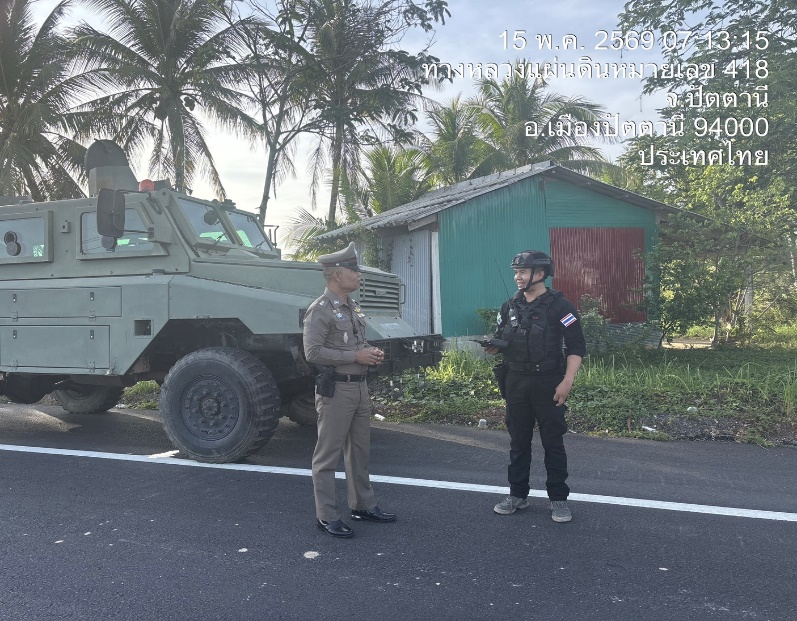 15 พ.ค. 2569 07:13:15
ทางหลวงแผ่นดินหมายเลข 418
จ.ปัตตานี
อ.เมืองปัตตานี 94000
ประเทศไทย